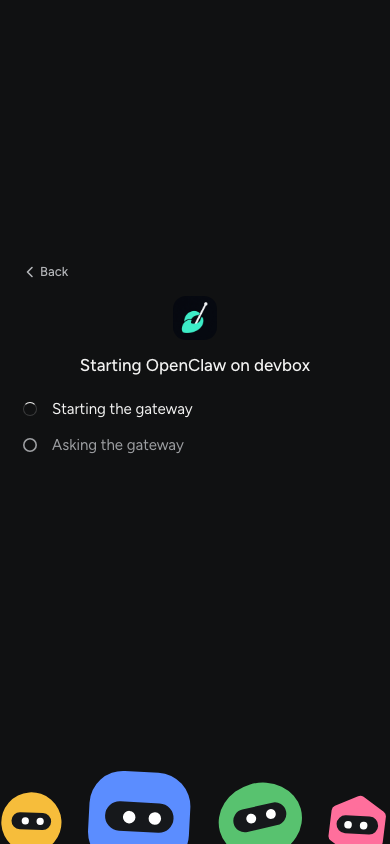 Back
Starting OpenClaw on devbox
Starting the gateway
Asking the gateway